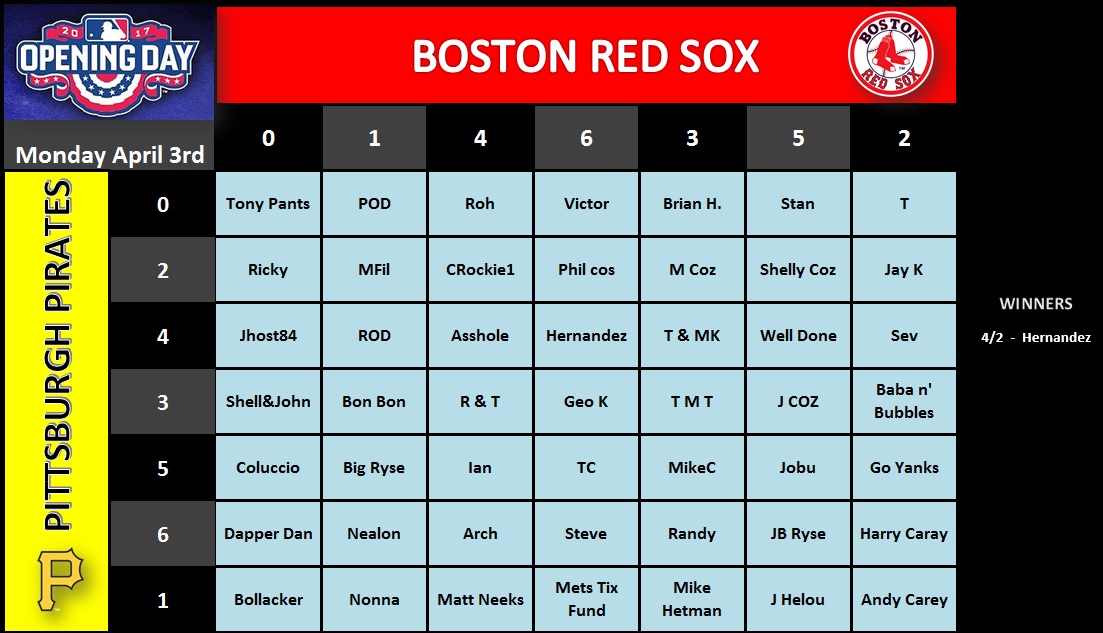 20 17
OPENING DAY
BOSTON RED SOX
BOSTON
RED SOX
Monday April 3rd
0 1 4 6 3 5 2
PITTSBURGH PIRATES
P
0 Tony Pants POD Roh Victor Brian H. Stan T
2 Ricky MFil CRockie1 Phil cos M Coz Shelly Coz Jay K
4 Jhost84 ROD Asshole Hernandez T & MK Well Done Sev
3 Shell&John Bon Bon R & T Geo K T M T J COZ Baba n'
Bubbles
5 Coluccio Big Ryse Ian TC MikeC Jobu Go Yanks
6 Dapper Dan Nealon Arch Steve Randy JB Ryse Harry Caray
1 Bollacker Nonna Matt Neeks Mets Tix
Fund Mike
Hetman J Helou Andy Carey
WINNERS
4/2 - Hernandez